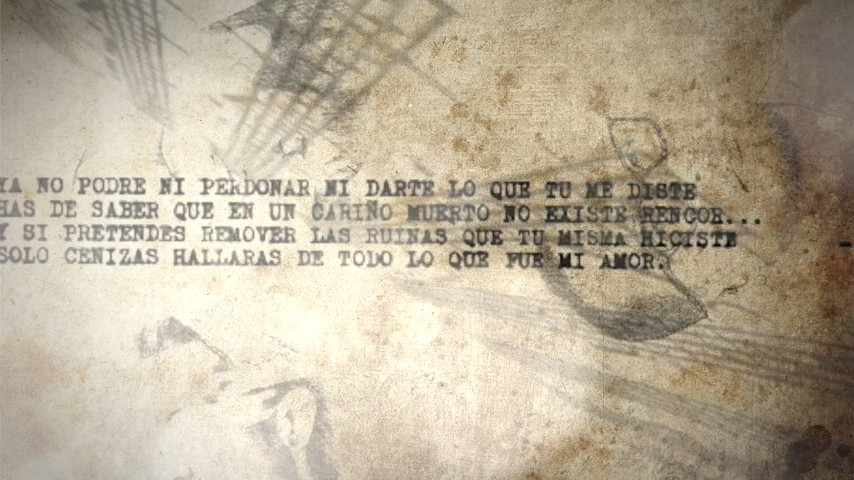 YA NO PODRE NI PERDONAR NI DARTE LO QUE TU ME DISTE
HAS DE SABER QUE EN UN CARIÑO MUERTO NO EXISTE RENCOR...
Y SI PRETENDES REMOVER LAS RUINAS QUE TU MISMA HICISTE
SOLO CENIZAS HALLARAS DE TODO LO QUE FUE MI AMOR.